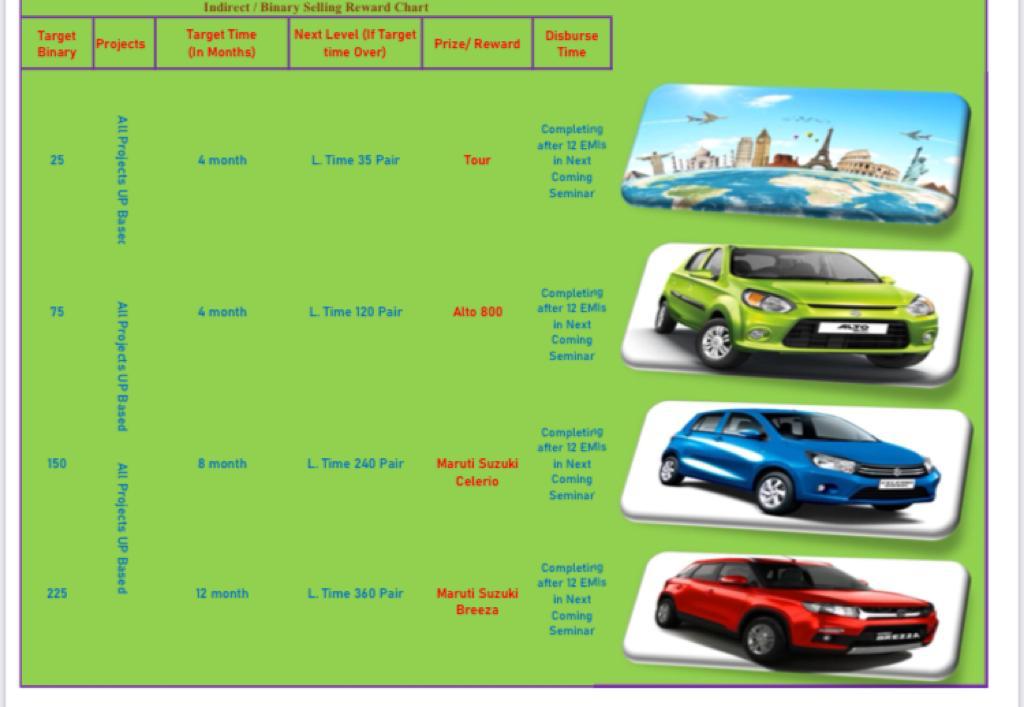 Indirect / Binary Selling Reward Chart
Target Binary
Projects
Target Time (In Months)
Next Level (If Target time Over)
Prize/ Reward
Disburse Time
25
All Projects UP Based
4 month
L. Time 35 Pair
Tour
Completing
after 12 EMIs
in Next
Coming
Seminar
75
All Projects UP Based
4 month
L. Time 120 Pair
Alto 800
Completing
after 12 EMIs
in Next
Coming
Seminar
ALTO
150
All Projects UP Based
8 month
L. Time 240 Pair
Maruti Suzuki
Celerio
Completing
after 12 EMIs
in Next
Coming
Seminar
225
12 month
L. Time 360 Pair
Maruti Suzuki
Breeza
Completing
after 12 EMIs
in Next
Coming
Seminar
BREZZA